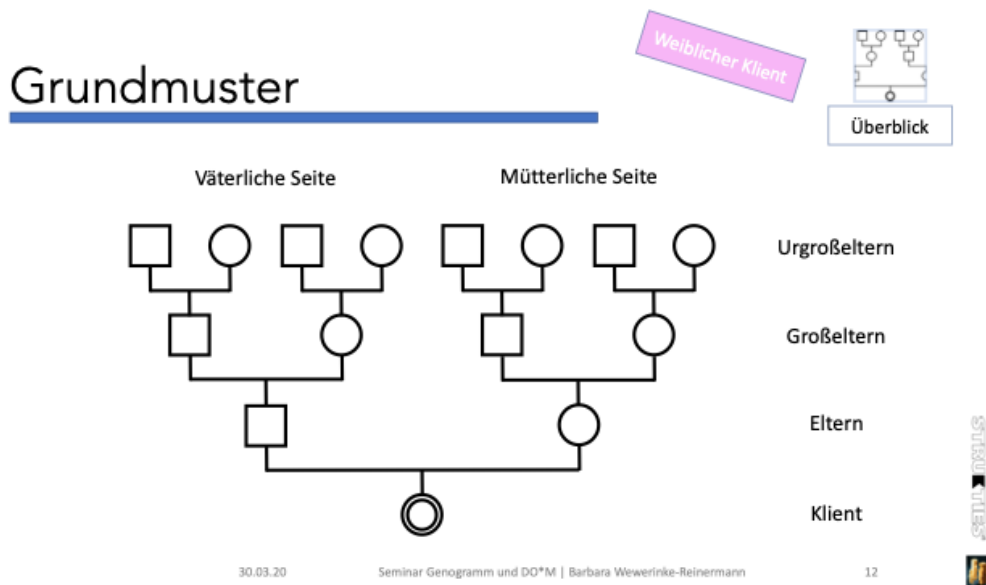 Weiblicher Klient
Grundmuster
Überblick
Väterliche Seite
Mütterliche Seite
Urgroßeltern
Großeltern
Eltern
Klient
STRUKTIES
30.03.20
Seminar Genogramm und DO*M | Barbara Wewerinke-Reinermann
12